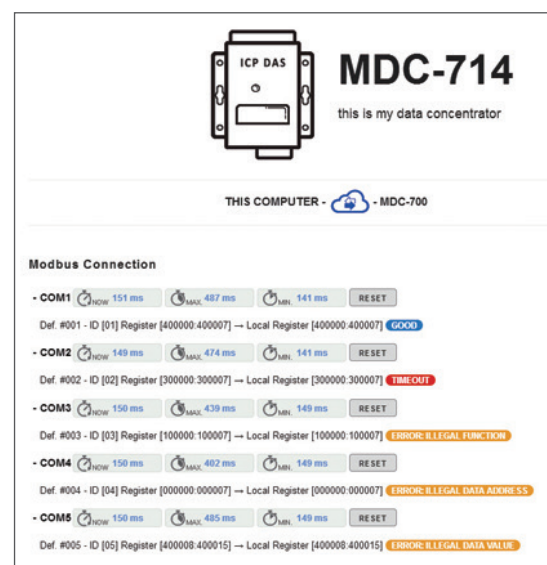 ICP DAS
MDC-714
this is my data concentrator
THIS COMPUTER - - MDC-700
Modbus Connection
- COM1 NOW 151 ms MAX. 487 ms MIN. 141 ms RESET
Def. #001 - ID [01] Register [400000:400007] → Local Register [400000:400007] GOOD
- COM2 NOW 149 ms MAX. 474 ms MIN. 141 ms RESET
Def. #002 - ID [02] Register [300000:300007] → Local Register [300000:300007] TIMEOUT
- COM3 NOW 150 ms MAX. 439 ms MIN. 149 ms RESET
Def. #003 - ID [03] Register [100000:100007] → Local Register [100000:100007] ERROR: ILLEGAL FUNCTION
- COM4 NOW 150 ms MAX. 402 ms MIN. 149 ms RESET
Def. #004 - ID [04] Register [000000:000007] → Local Register [000000:000007] ERROR: ILLEGAL DATA ADDRESS
- COM5 NOW 150 ms MAX. 485 ms MIN. 149 ms RESET
Def. #005 - ID [05] Register [400008:400015] → Local Register [400008:400015] ERROR: ILLEGAL DATA VALUE